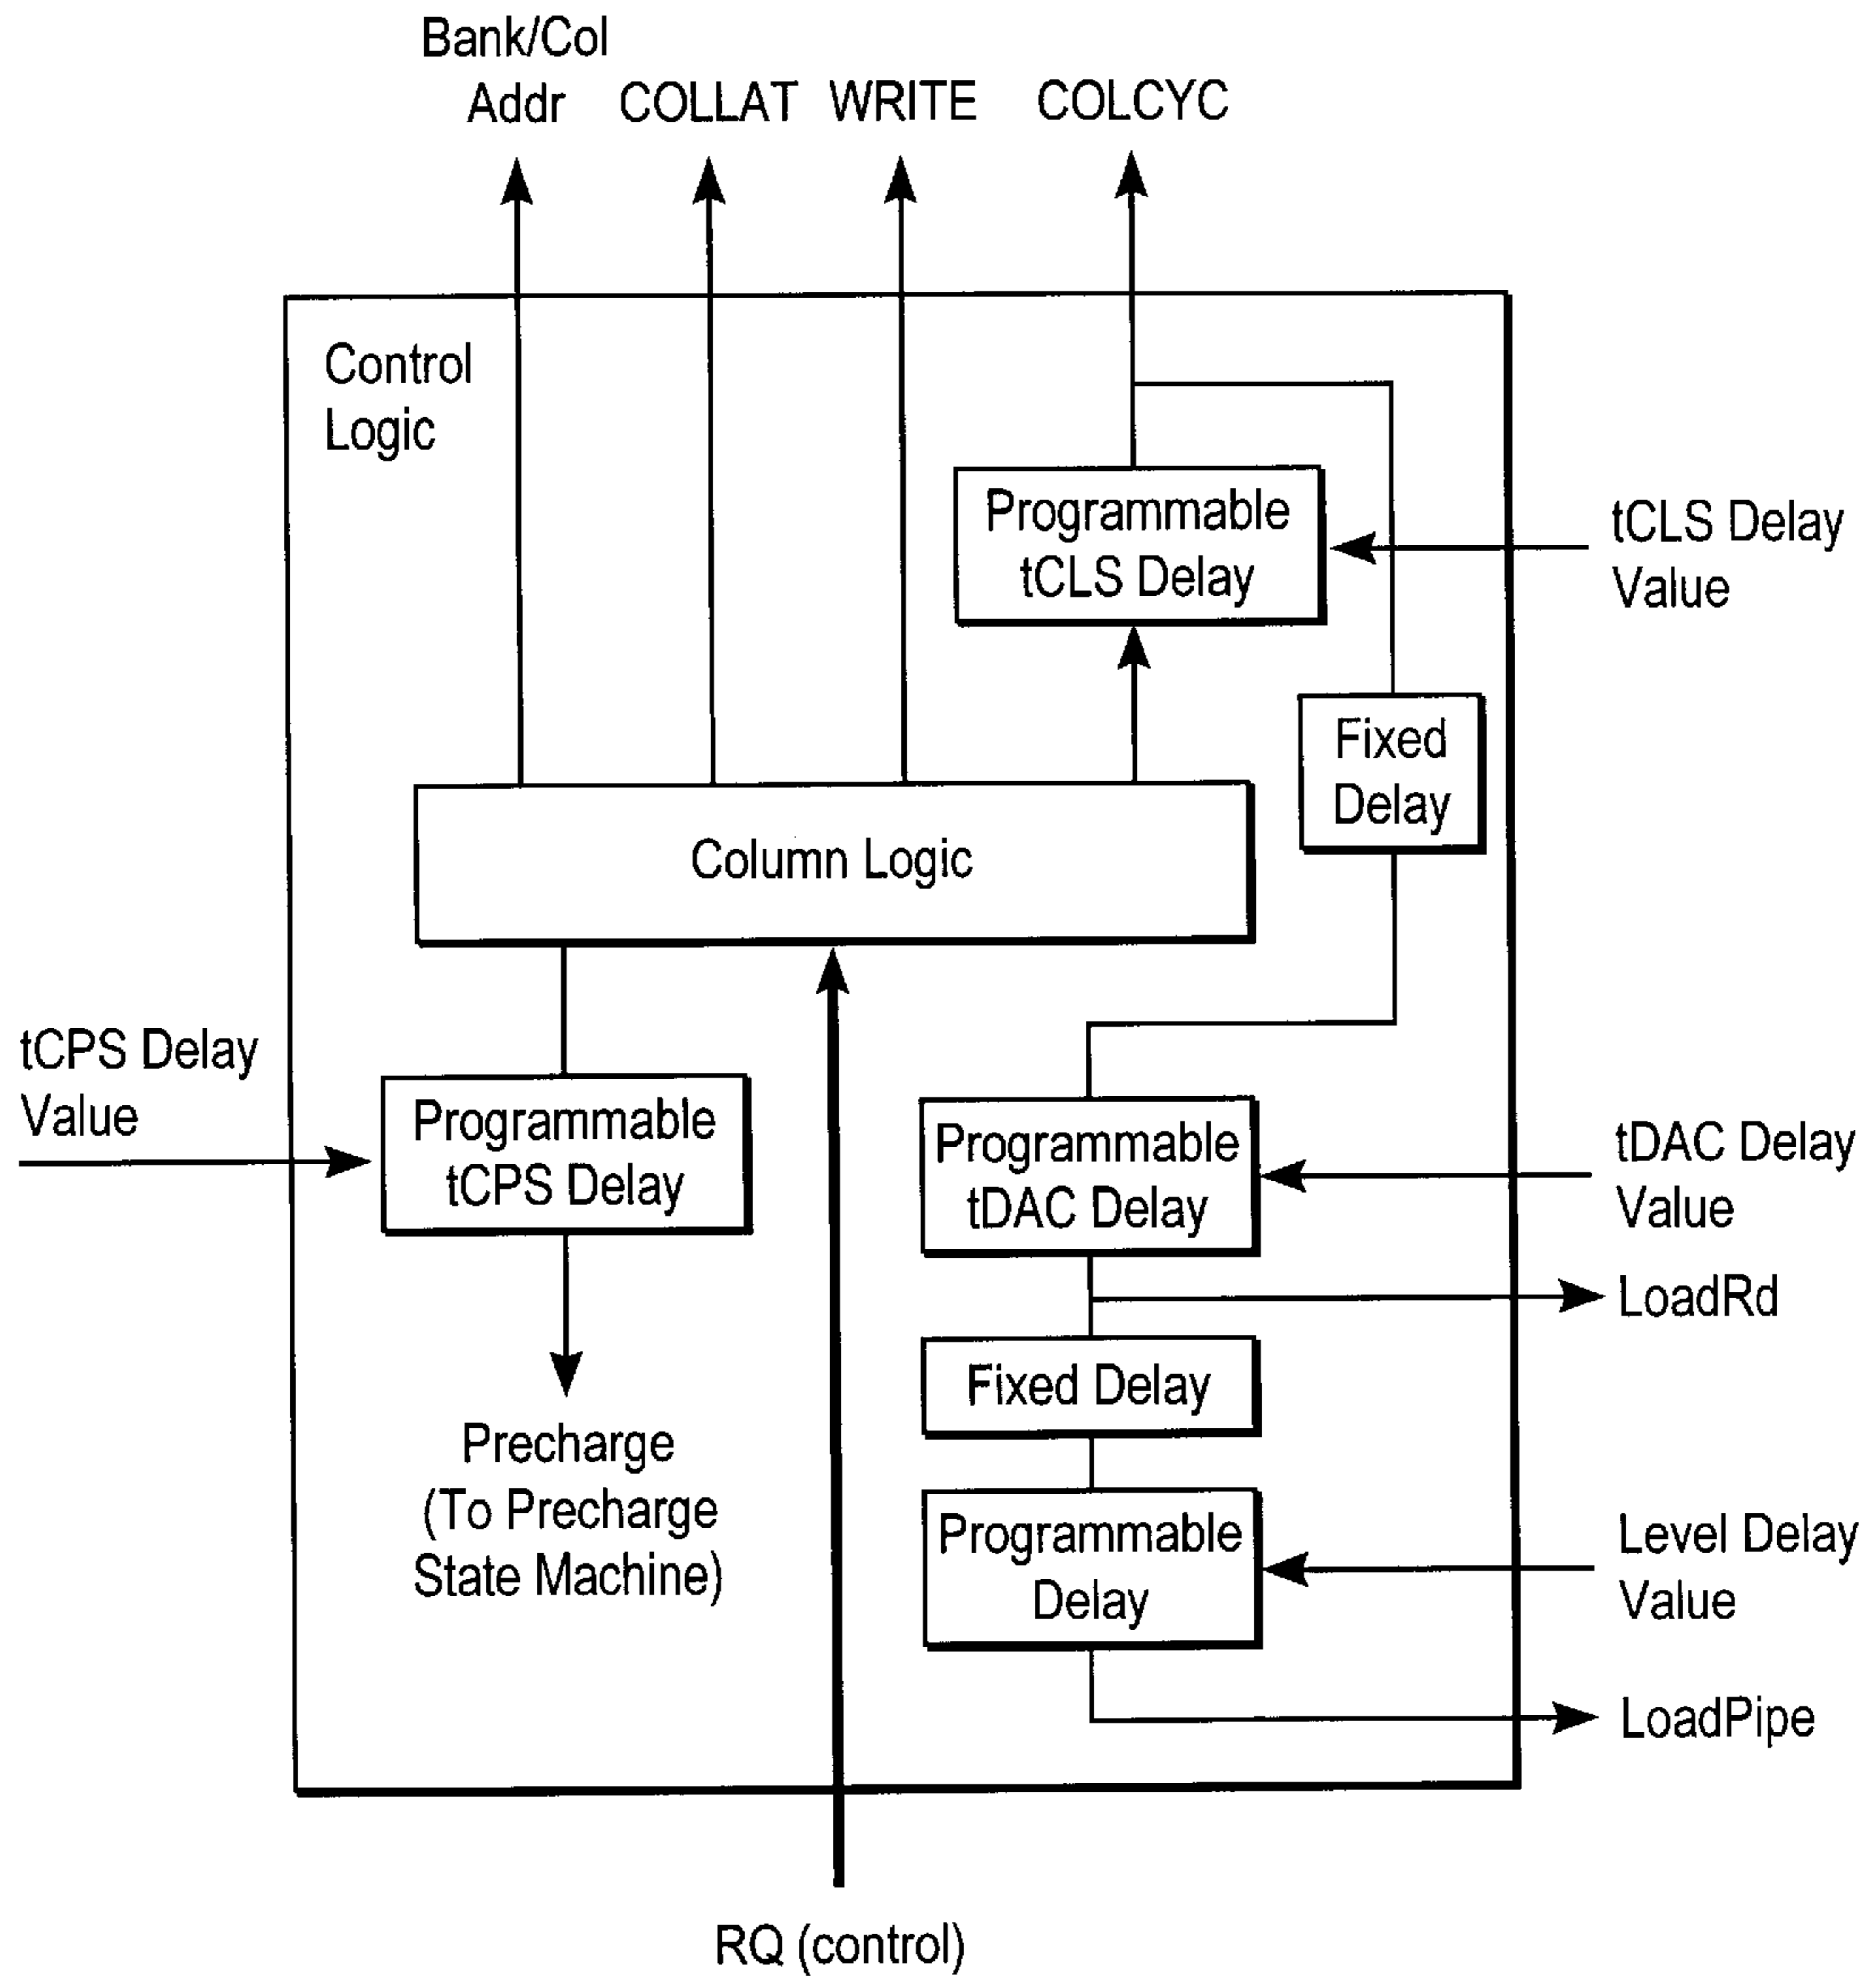 Bank/Col
Addr
COLLAT
WRITE
COLCYC
Control
Logic
Programmable
tCLS Delay
tCLS Delay
Value
Fixed
Delay
Column Logic
tCPS Delay
Value
Programmable
tCPS Delay
Programmable
tDAC Delay
tDAC Delay
Value
LoadRd
Fixed Delay
Precharge
(To Precharge
State Machine)
Programmable
Delay
Level Delay
Value
LoadPipe
RQ (control)